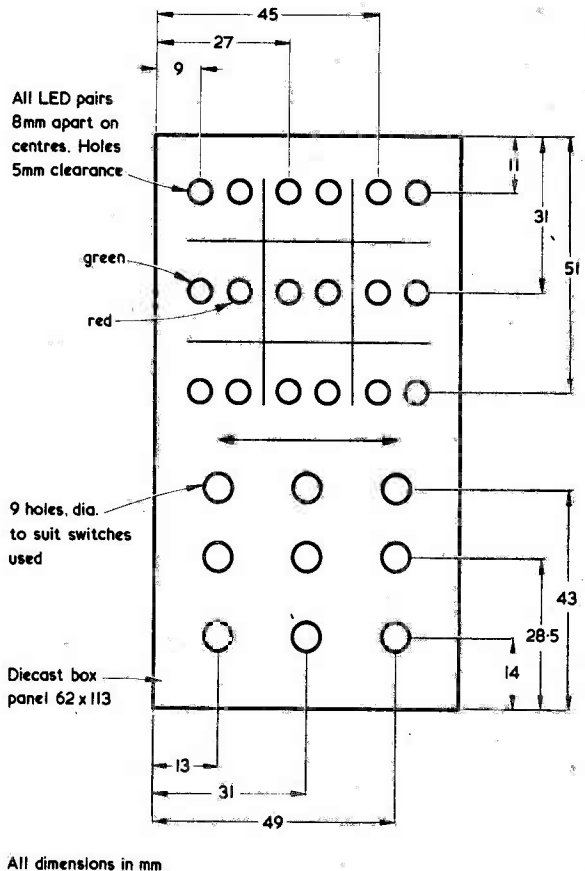 45
27
9
All LED pairs
8mm apart on
centres. Holes
5mm clearance
11
31
51
green
red
9 holes, dia.
to suit switches
used
43
28·5
14
Diecast box
panel 62 x 113
13
31
49
All dimensions in mm